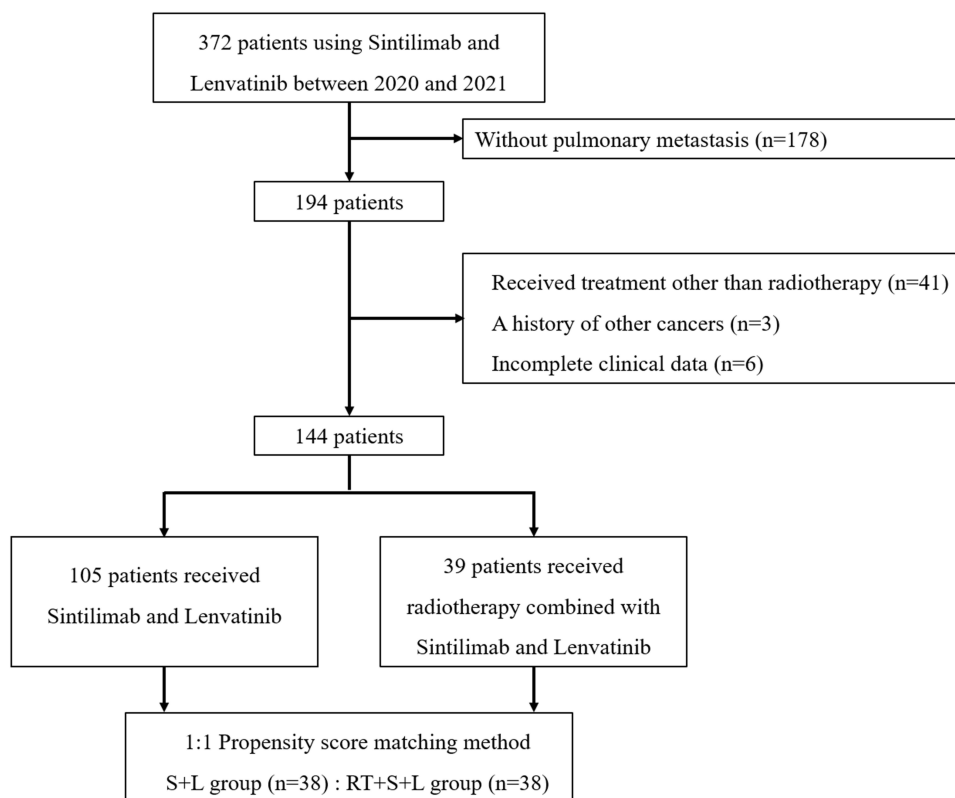 372 patients using Sintilimab and
Lenvatinib between 2020 and 2021
Without pulmonary metastasis (n=178)
194 patients
Received treatment other than radiotherapy (n=41)
A history of other cancers (n=3)
Incomplete clinical data (n=6)
144 patients
105 patients received
Sintilimab and Lenvatinib
39 patients received
radiotherapy combined with
Sintilimab and Lenvatinib
1:1 Propensity score matching method
S+L group (n=38) : RT+S+L group (n=38)